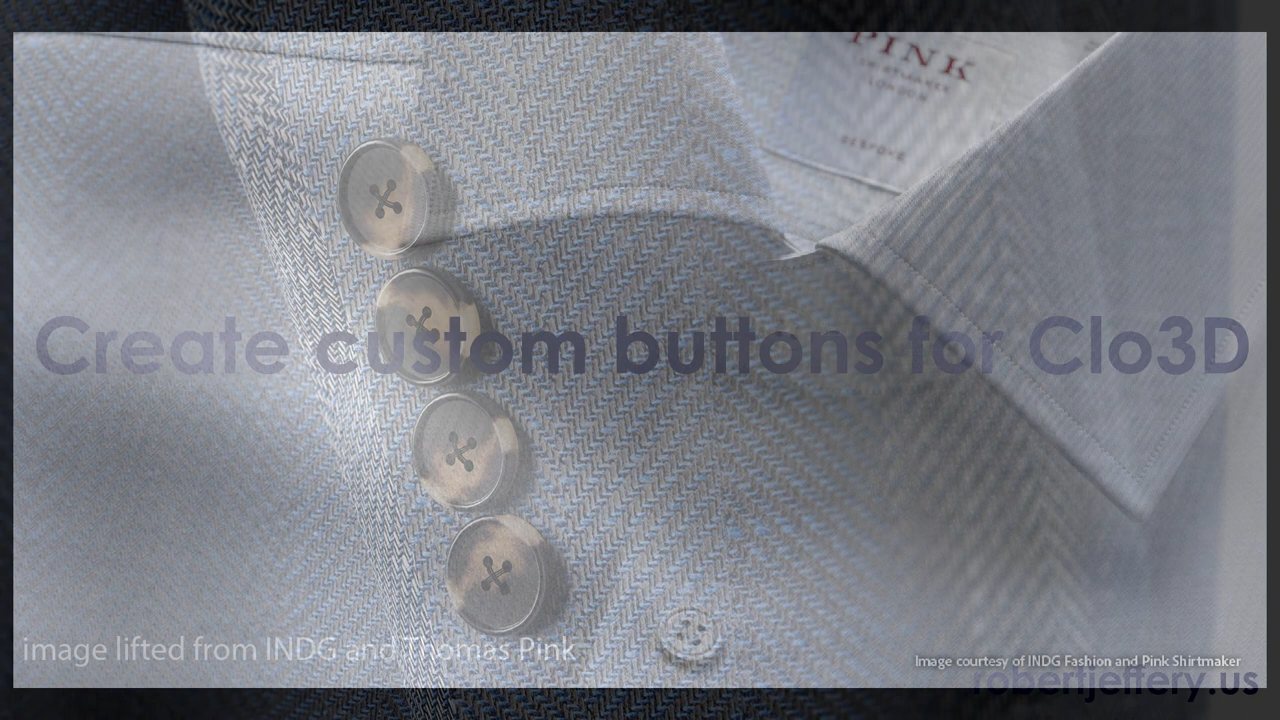 PINK
LONDON
Create custom buttons for Clo3D
image lifted from INDG and Thomas Pink
Image courtesy of INDG Fashion and Pink Shirtmaker
robertjeffery.us